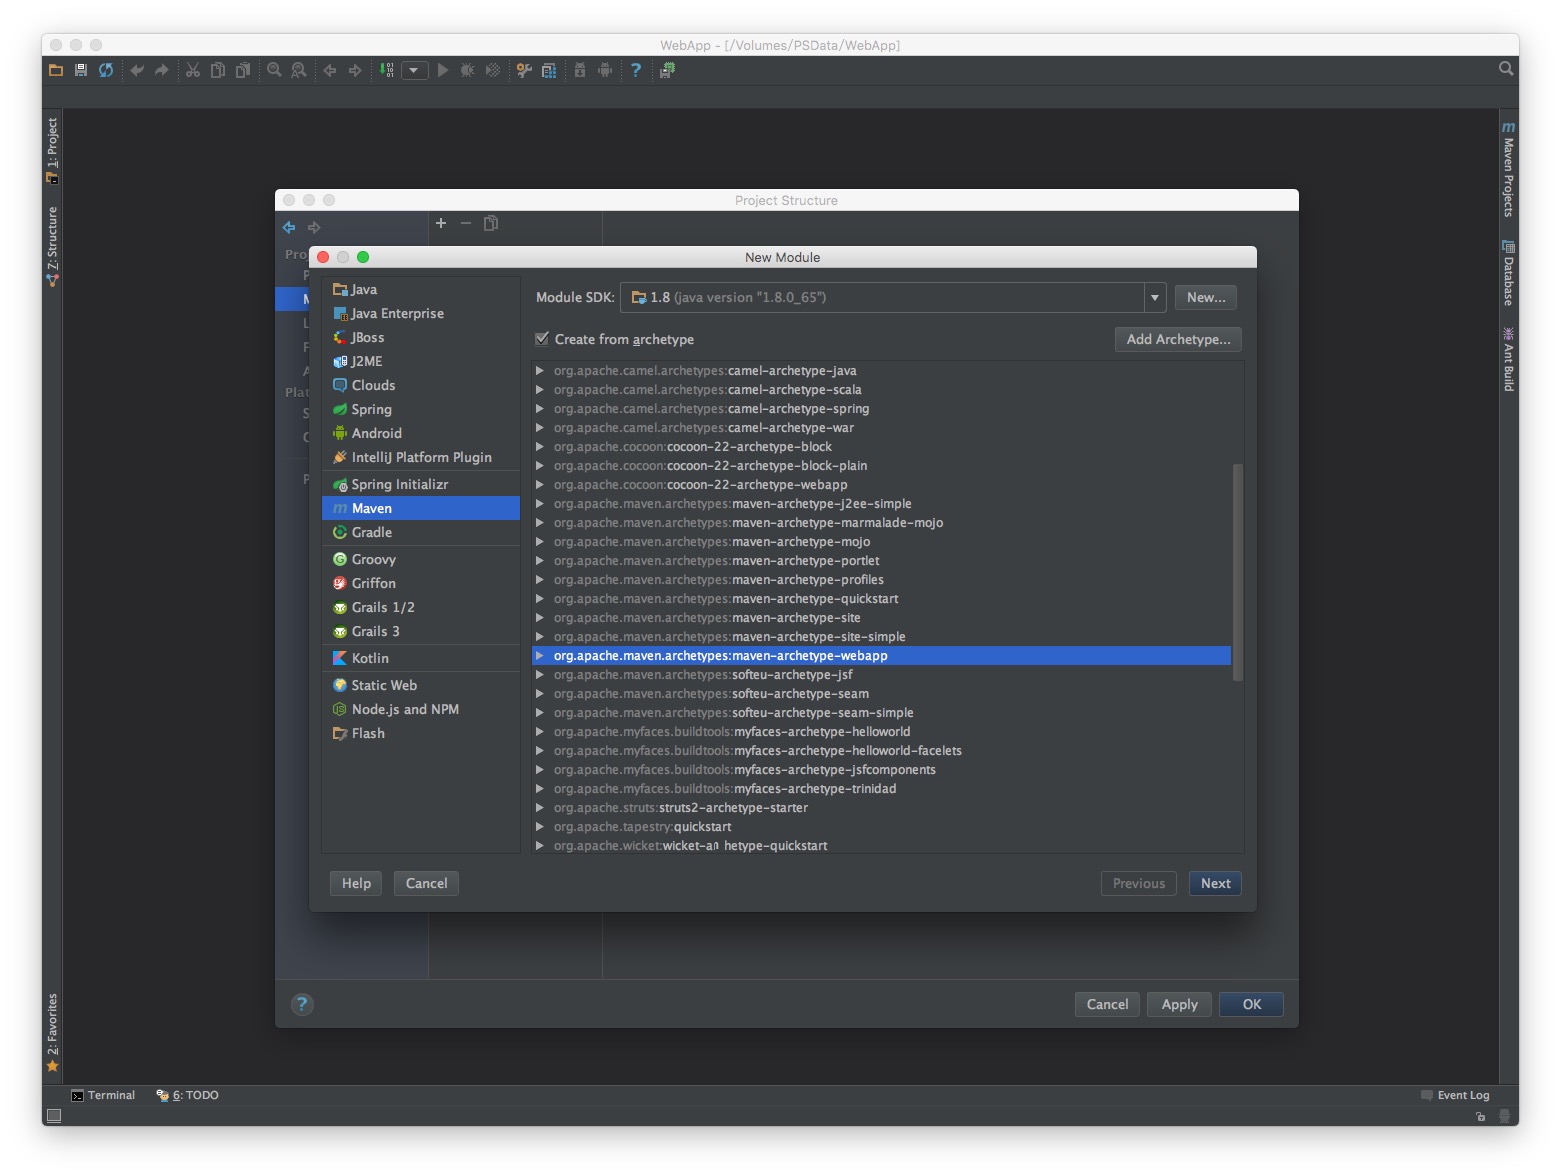 WebApp - [/Volumes/PSData/WebApp]
1: Project
Z: Structure
2: Favorites
Maven Projects
Database
Ant Build
Project Structure
New Module
Java
Java Enterprise
JBoss
J2ME
Clouds
Spring
Android
IntelliJ Platform Plugin
Spring Initializr
Maven
Gradle
Groovy
Griffon
Grails 1/2
Grails 3
Kotlin
Static Web
Node.js and NPM
Flash
Module SDK: 1.8 (java version "1.8.0_65") New...
Create from archetype Add Archetype...
org.apache.camel.archetypes:camel-archetype-java
org.apache.camel.archetypes:camel-archetype-scala
org.apache.camel.archetypes:camel-archetype-spring
org.apache.camel.archetypes:camel-archetype-war
org.apache.cocoon:cocoon-22-archetype-block
org.apache.cocoon:cocoon-22-archetype-block-plain
org.apache.cocoon:cocoon-22-archetype-webapp
org.apache.maven.archetypes:maven-archetype-j2ee-simple
org.apache.maven.archetypes:maven-archetype-marmalade-mojo
org.apache.maven.archetypes:maven-archetype-mojo
org.apache.maven.archetypes:maven-archetype-portlet
org.apache.maven.archetypes:maven-archetype-profiles
org.apache.maven.archetypes:maven-archetype-quickstart
org.apache.maven.archetypes:maven-archetype-site
org.apache.maven.archetypes:maven-archetype-site-simple
org.apache.maven.archetypes:maven-archetype-webapp
org.apache.maven.archetypes:softeu-archetype-jsf
org.apache.maven.archetypes:softeu-archetype-seam
org.apache.maven.archetypes:softeu-archetype-seam-simple
org.apache.myfaces.buildtools:myfaces-archetype-helloworld
org.apache.myfaces.buildtools:myfaces-archetype-helloworld-facelets
org.apache.myfaces.buildtools:myfaces-archetype-jsfcomponents
org.apache.myfaces.buildtools:myfaces-archetype-trinidad
org.apache.struts:struts2-archetype-starter
org.apache.tapestry:quickstart
org.apache.wicket: hetype-quickstart
Help Cancel Previous Next
Cancel Apply OK
Terminal 6: TODO Event Log